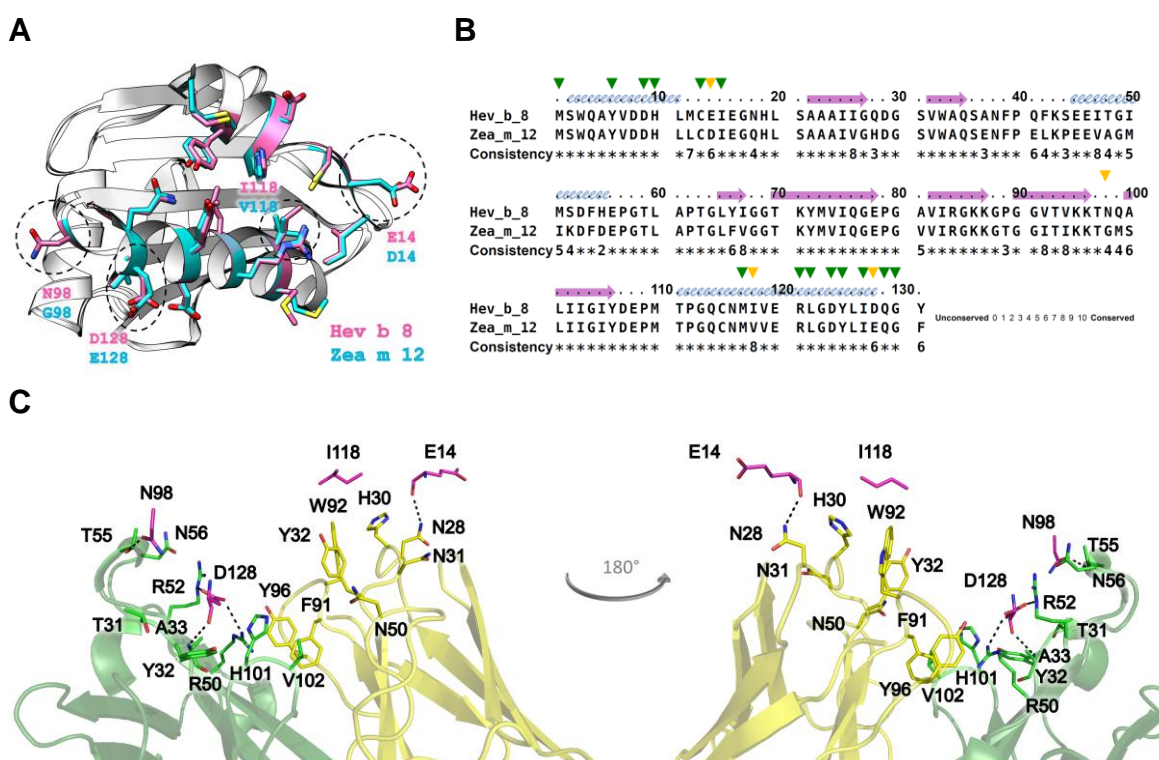 A
I118
V118
E14
D14
N98
G98
D128
E128
Hev b 8
Zea m 12
B
10 20 30 40 50
Hev_b_8 MSWQAYVDDH LMCEIEGNHL SAAAIIGQDG SVWAQSANFP QFKSEEITGI
Zea_m_12 MSWQAYVDDH LLCDIEGQHL SAAAIVGHDG SVWAQSENFP ELKPEEVAGM
Consistency ********** *7*6***4** *****8*3** ******3*** 64*3**84*5
60 70 80 90 100
Hev_b_8 MSDFHEPGTL APTGLYIGGT KYMVIQGEPG AVIRGKKGPG GVTVKKTNQA
Zea_m_12 IKDFDEPGTL APTGLFVGGT KYMVIQGEPG VVIRGKKGTG GITIKKTGMS
Consistency 54**2***** *****68*** ********** 5*******3* *8*8***446
110 120 130
Hev_b_8 LIIGIYDEPM TPGQCNMIVE RLGDYLIDQG Y
Zea_m_12 LIIGIYDEPM TPGQCNMVVE RLGDYLIEQG F
Consistency ********** *******8** *******6** 6
Unconserved 0 1 2 3 4 5 6 7 8 9 10 Conserved
C
I118 E14
N98 W92 H30
T55 N56 Y32 N28
R52 D128 N31
Y96
T31 A33 F91 N50
Y32 R50 H101 V102
180°
E14 I118
H30 W92
N28 N98
N31 Y32 T55
D128 N56
N50 F91 R52
T31
H101 A33
Y96 V102 Y32
R50